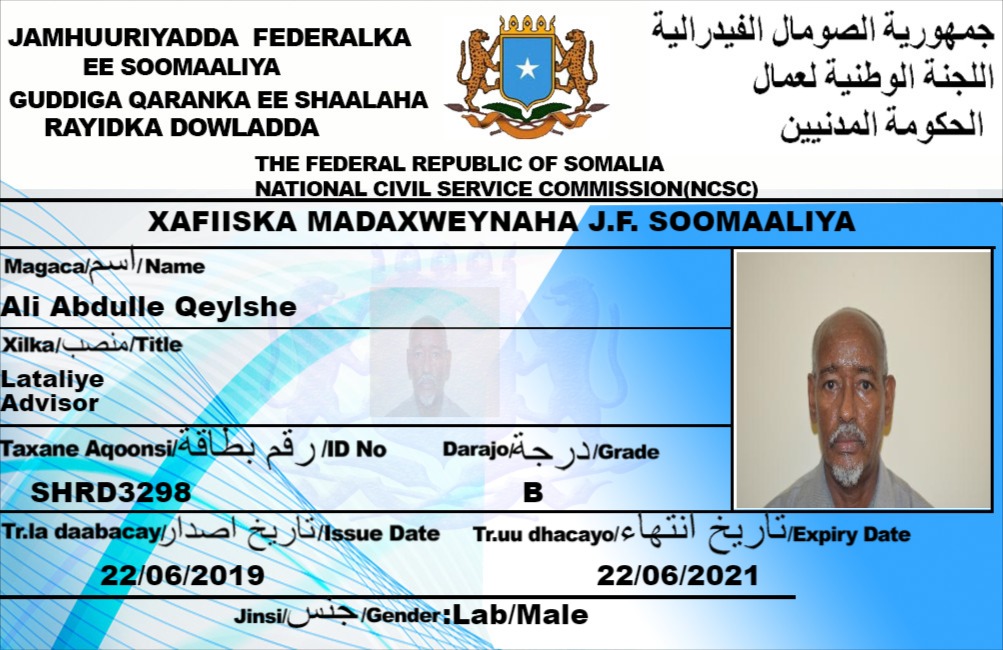 JAMHUURIYADDA FEDERALKA
EE SOOMAALIYA
GUDDIGA QARANKA EE SHAALAHA
RAYIDKA DOWLADDA
جمهورية الصومال الفيدرالية
اللجنة الوطنية لعمال
الحكومة المدنيين
THE FEDERAL REPUBLIC OF SOMALIA
NATIONAL CIVIL SERVICE COMMISSION(NCSC)
XAFIISKA MADAXWEYNAHA J.F. SOOMAALIYA
Magaca/أسم/Name
Ali Abdulle Qeylshe
Xilka/منصب/Title
Lataliye
Advisor
Taxane Aqoonsi/رقم بطاقة/ID No
SHRD3298
Darajo/درجة/Grade
B
Tr.la daabacay/تاريخ اصدار/Issue Date
22/06/2019
Tr.uu dhacayo/تاريخ انتهاء/Expiry Date
22/06/2021
Jinsi/جنس/Gender:Lab/Male